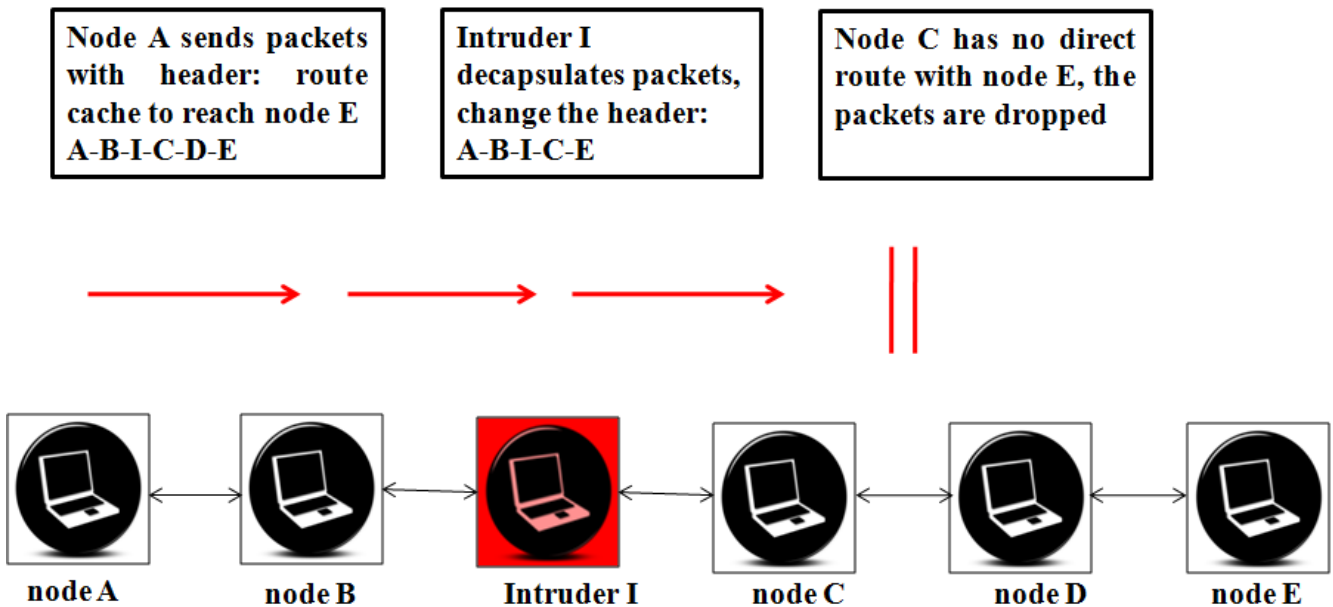 Node A sends packets
with header: route
cache to reach node E
A-B-I-C-D-E
Intruder I
decapsulates packets,
change the header:
A-B-I-C-E
Node C has no direct
route with node E, the
packets are dropped
node A
node B
Intruder I
node C
node D
node E